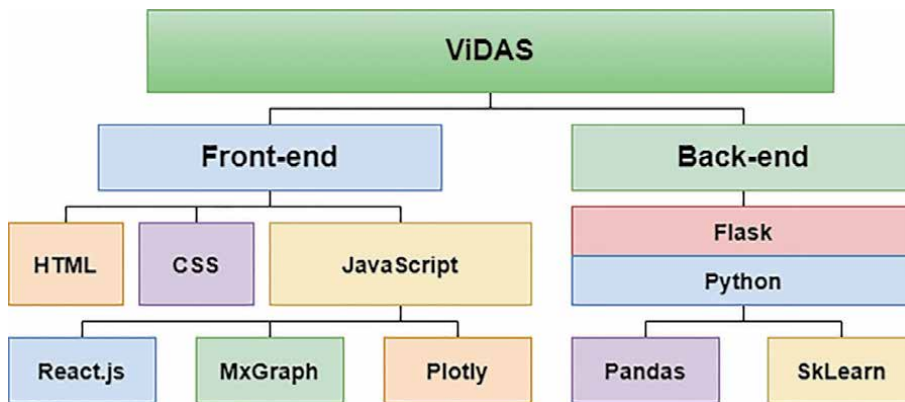 ViDAS
Front-end
Back-end
HTML
CSS
JavaScript
Flask
Python
React.js
MxGraph
Plotly
Pandas
SkLearn